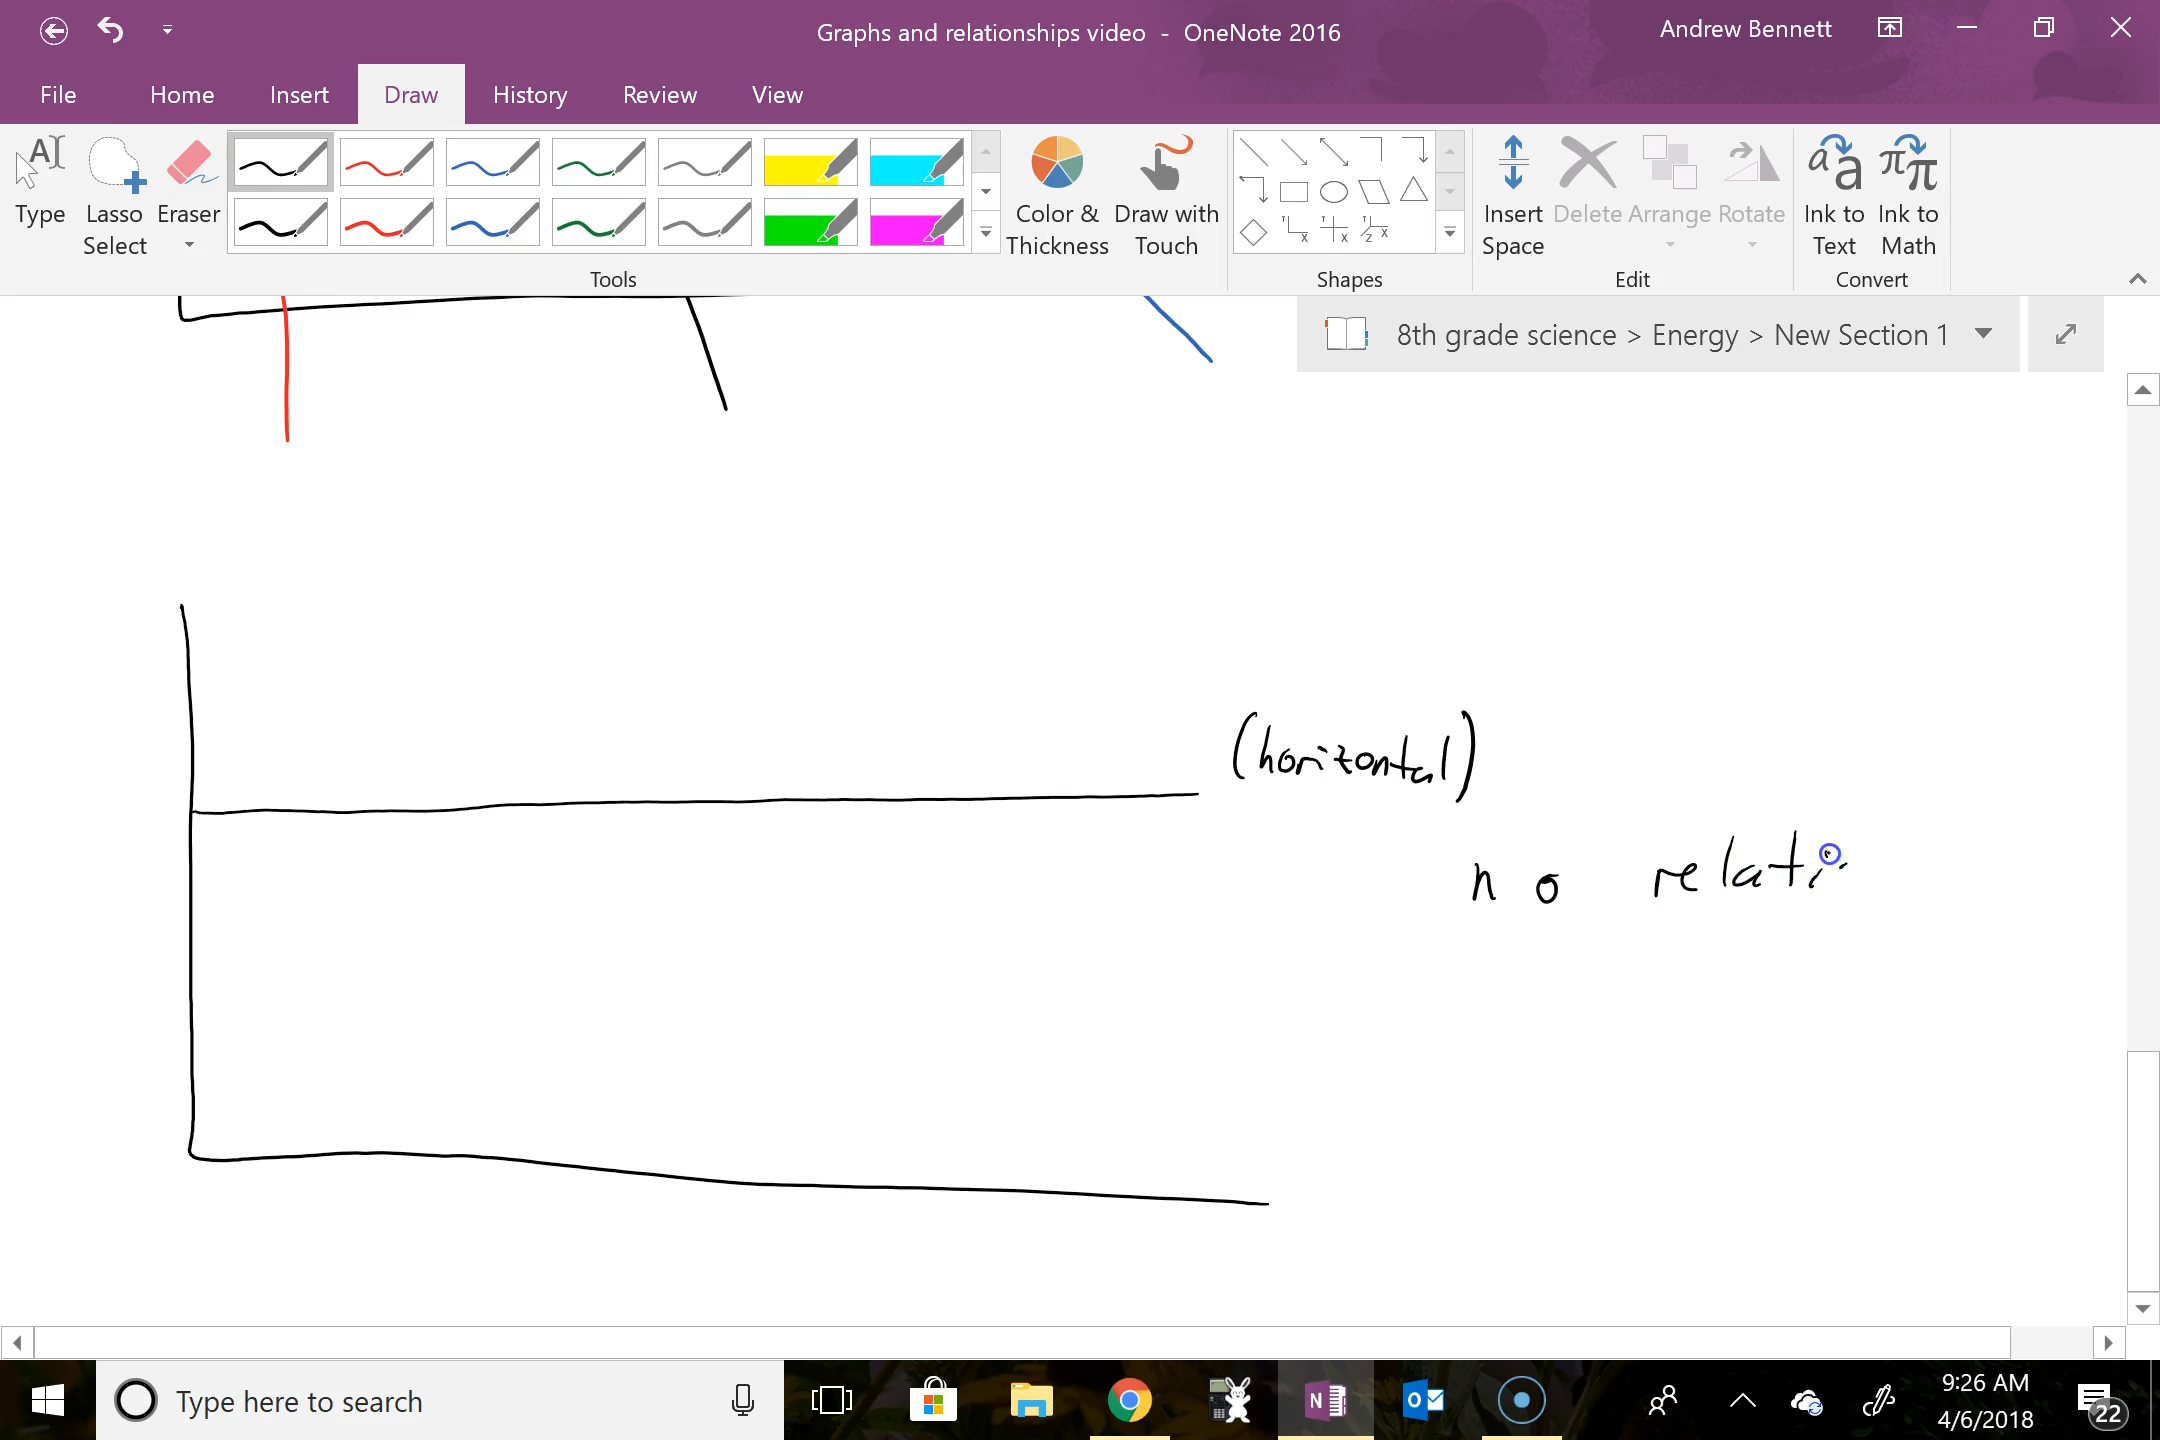 Graphs and relationships video - OneNote 2016
Andrew Bennett
File Home Insert Draw History Review View
Type
Lasso Select
Eraser
Color & Thickness
Draw with Touch
Insert Space
Delete
Arrange
Rotate
Ink to Text
Ink to Math
Tools
Shapes
Edit
Convert
8th grade science > Energy > New Section 1
(horizontal)
no relati
Type here to search
9:26 AM
4/6/2018
22